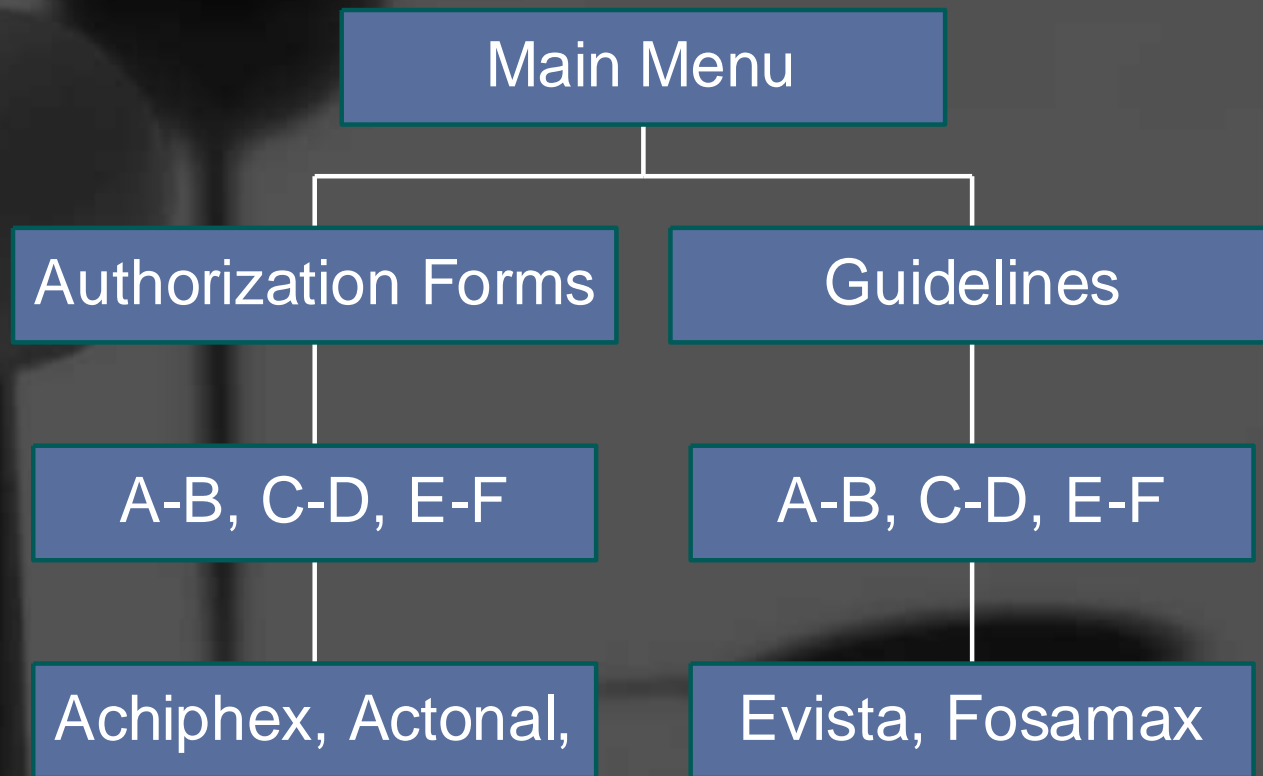 Main Menu
Authorization Forms
Guidelines
A-B, C-D, E-F
A-B, C-D, E-F
Achiphex, Actonal,
Evista, Fosamax